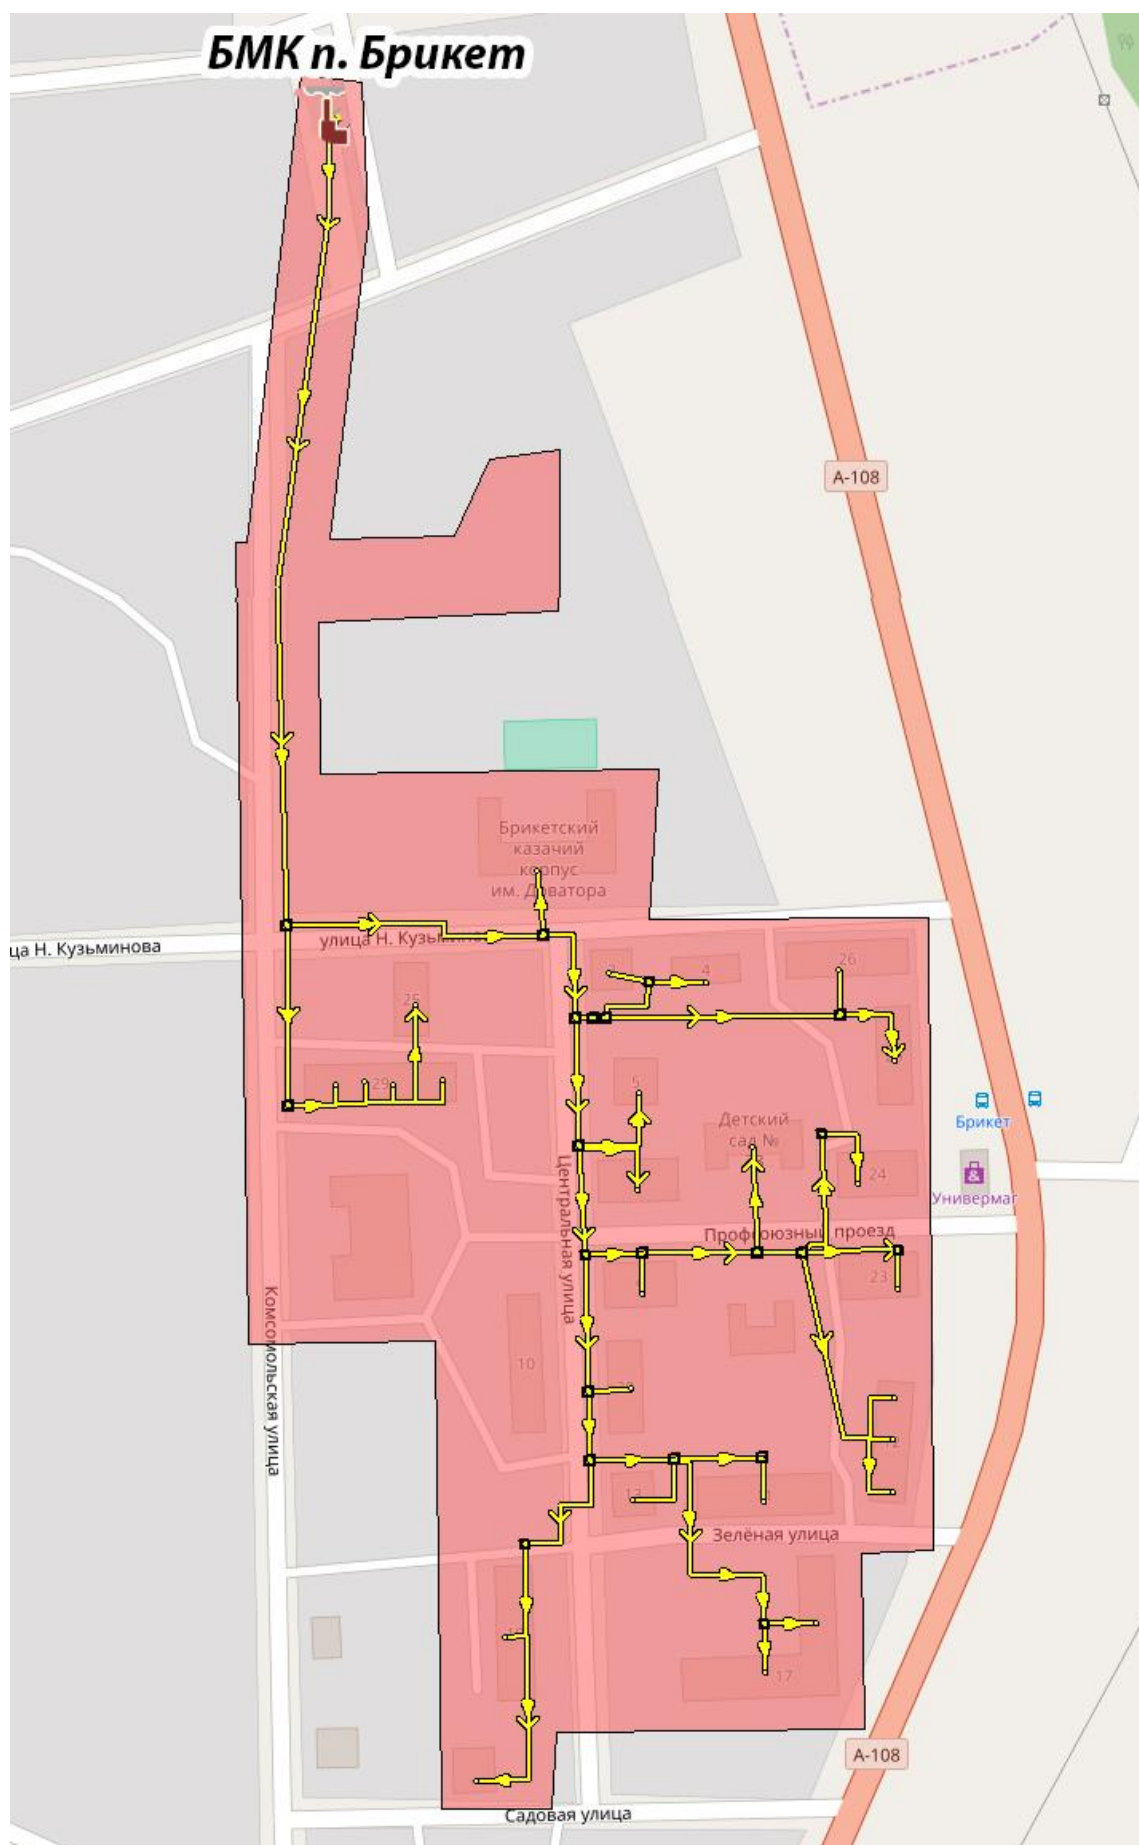 БМК п. Брикет
А-108
Брикетский
казачий
корпус
им. Доватора
ца Н. Кузьминова
улица Н. Кузьмино
4
26
25
29
5
Детский
сад №
Брикет
24
Универмаг
Профсоюзный проезд
23
Центральная улица
Комсомольская улица
10
12
13
Зелёная улица
17
А-108
Садовая улица